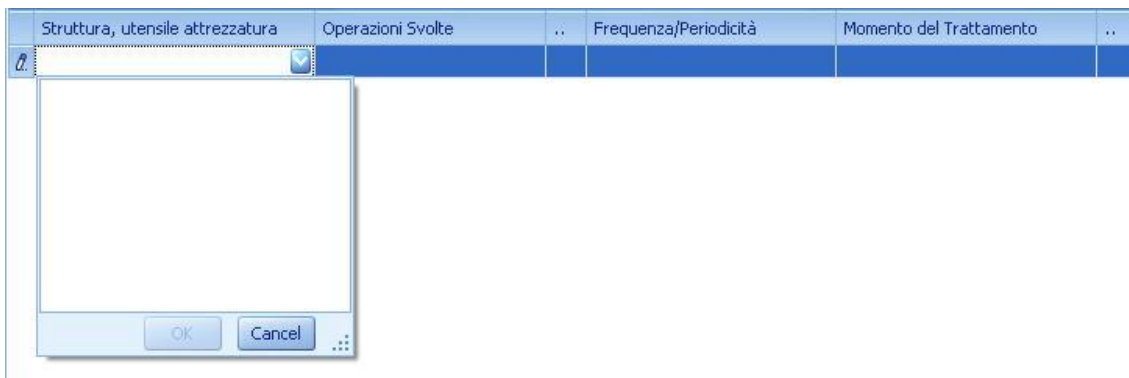 Struttura, utensile attrezzatura Operazioni Svolte .. Frequenza/Periodicità Momento del Trattamento ..
OK Cancel